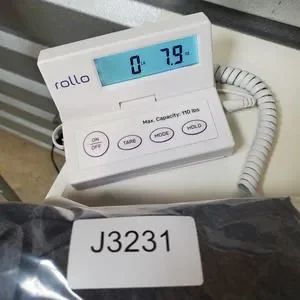 rollo
0 LB 7.9 OZ
Max. Capacity: 110 lbs
ON
OFF
TARE
MODE
HOLD
J3231